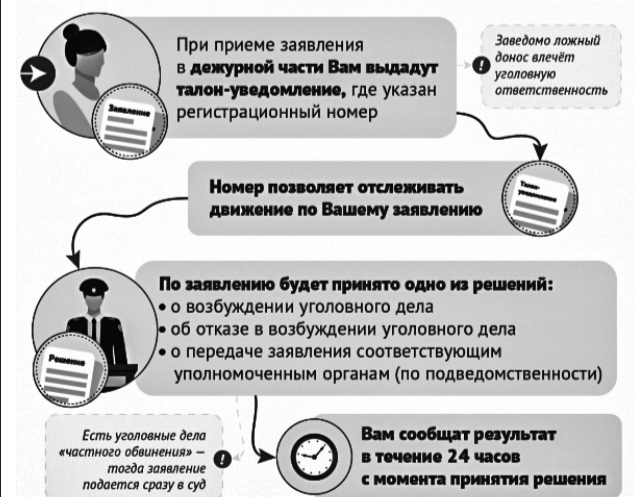 При приеме заявления
в дежурной части Вам выдадут
талон-уведомление, где указан
регистрационный номер
Заведомо ложный
донос влечёт
уголовную
ответственность
!
Заявление
Номер позволяет отслеживать
движение по Вашему заявлению
Талон-
уведомление
По заявлению будет принято одно из решений:
• о возбуждении уголовного дела
• об отказе в возбуждении уголовного дела
• о передаче заявления соответствующим
уполномоченным органам (по подведомственности)
Решение
Есть уголовные дела
«частного обвинения» –
тогда заявление
подается сразу в суд
!
Вам сообщат результат
в течение 24 часов
с момента принятия решения